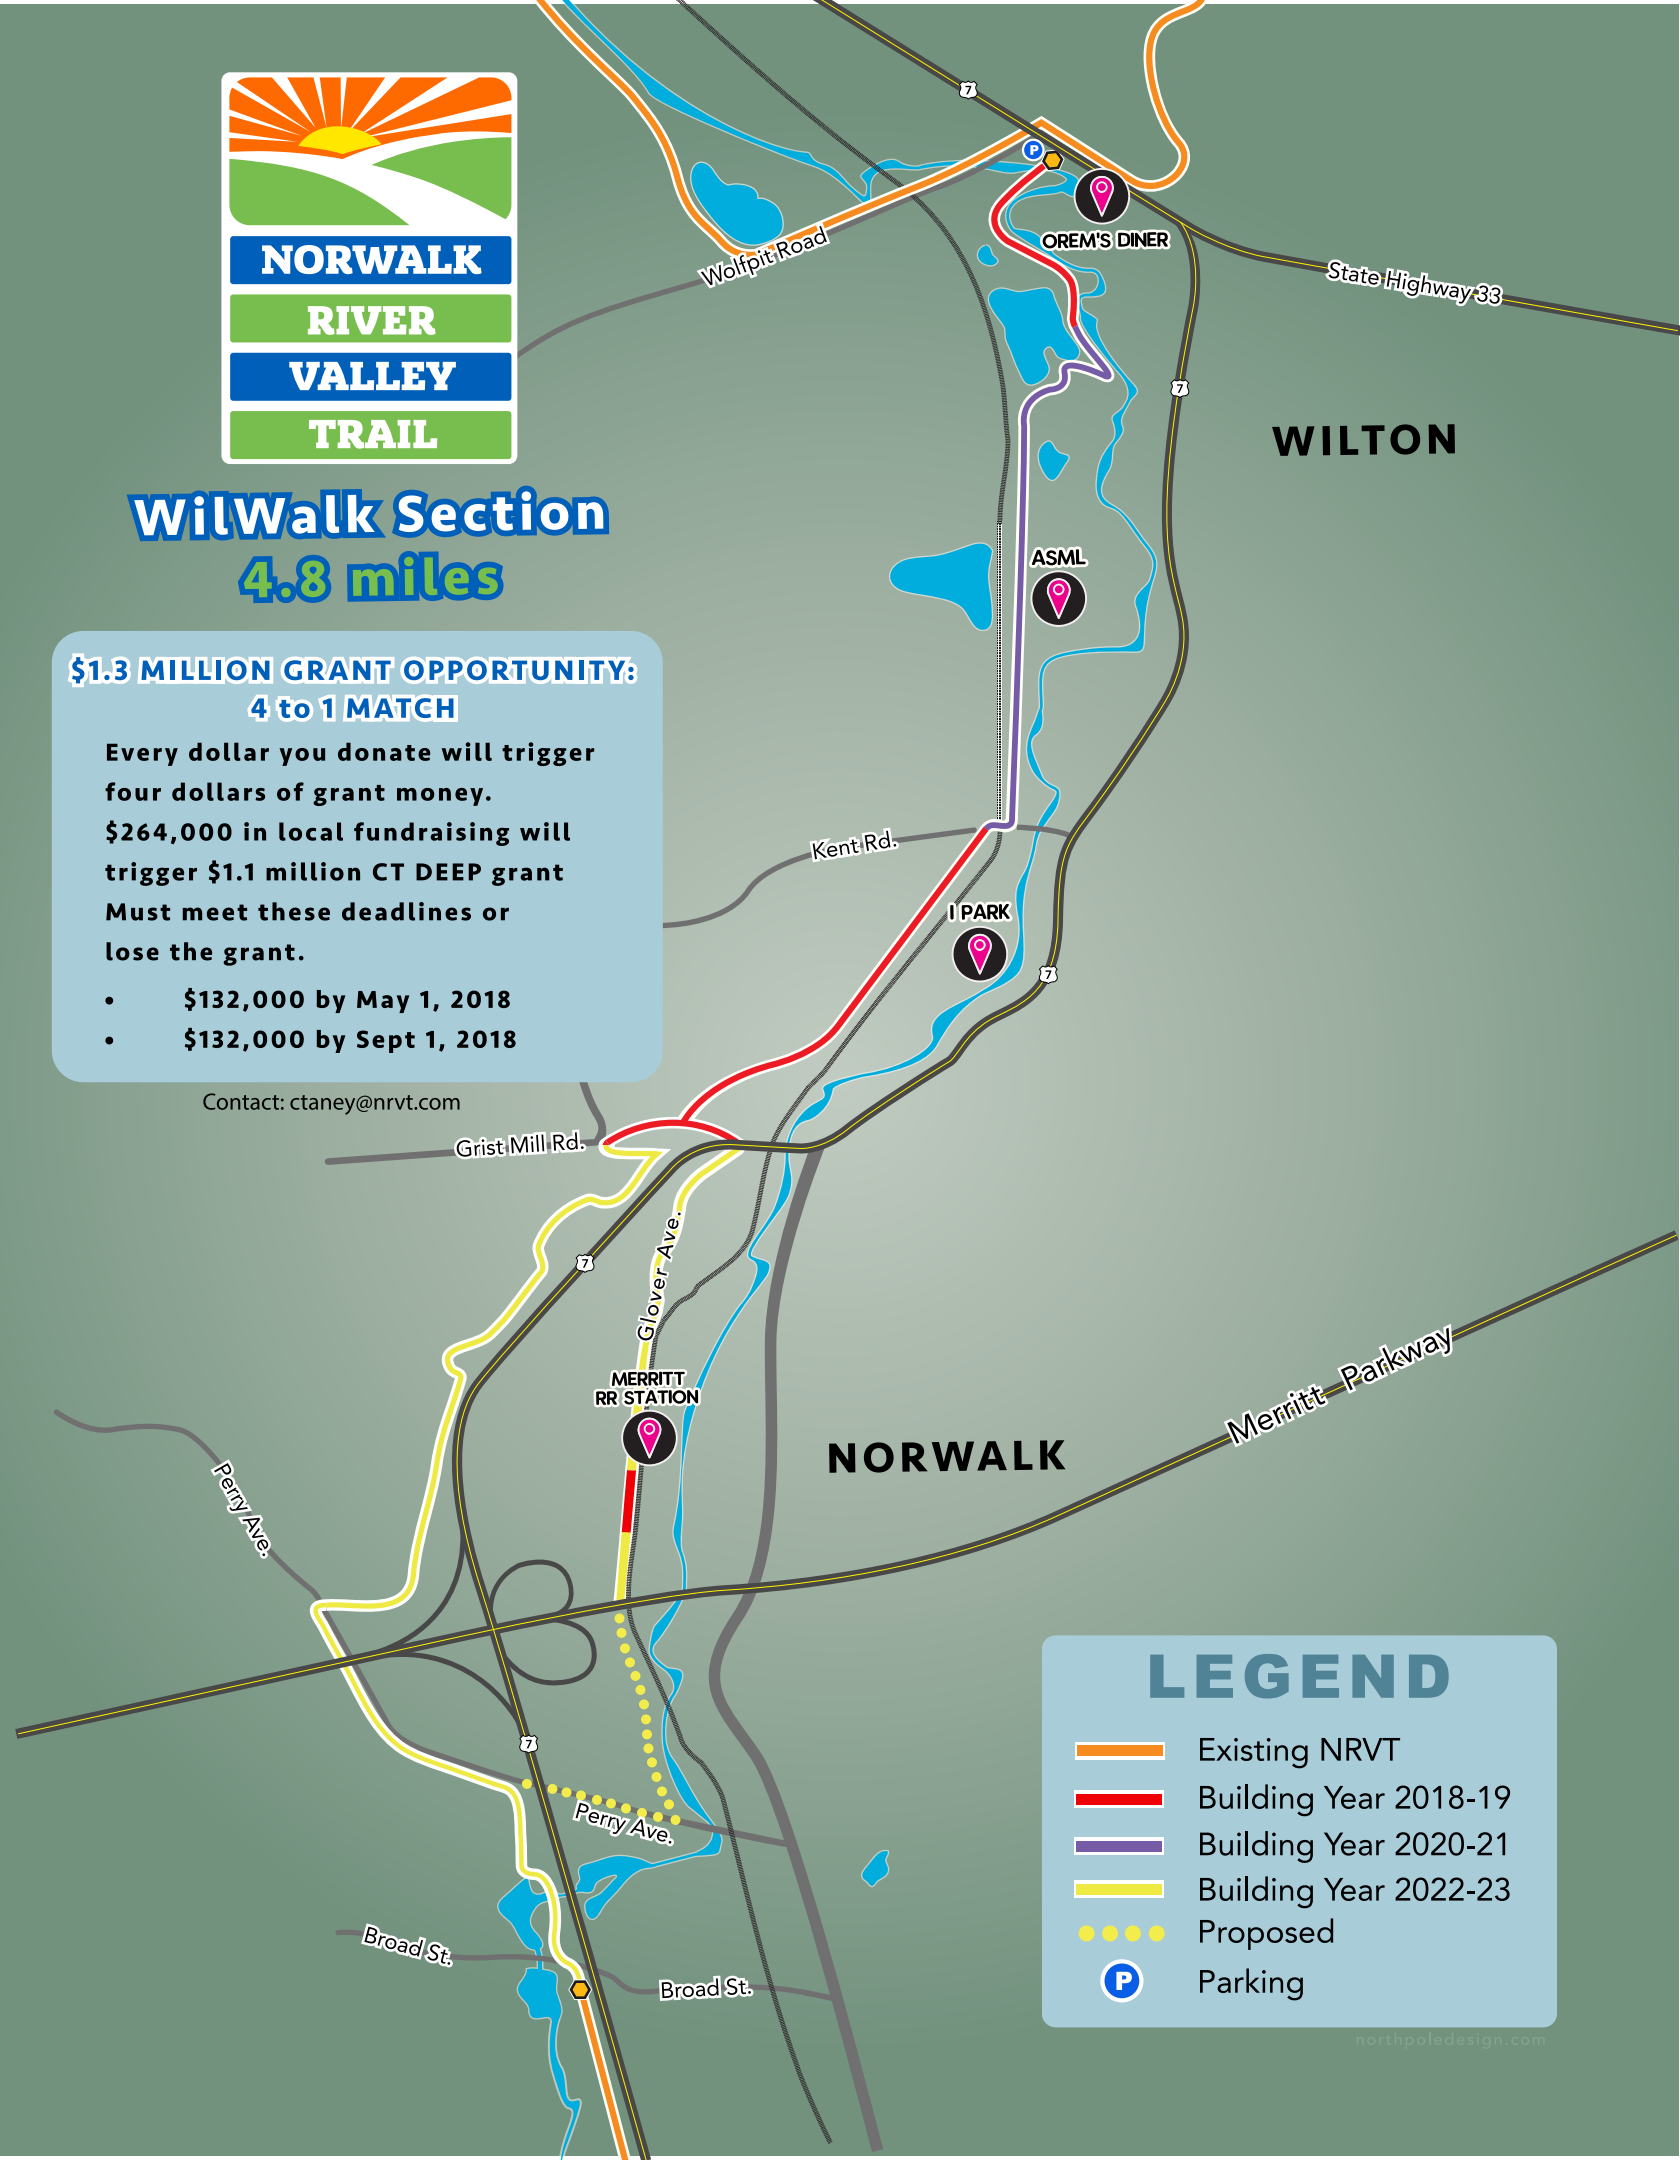 NORWALK
RIVER
VALLEY
TRAIL
WilWalk Section
4.8 miles
$1.3 MILLION GRANT OPPORTUNITY:
4 to 1 MATCH
Every dollar you donate will trigger
four dollars of grant money.
$264,000 in local fundraising will
trigger $1.1 million CT DEEP grant
Must meet these deadlines or
lose the grant.
• $132,000 by May 1, 2018
• $132,000 by Sept 1, 2018
Contact: ctaney@nrvt.com
7
P
OREM'S DINER
Wolfpit Road
State Highway 33
7
WILTON
ASML
Kent Rd.
I PARK
7
Grist Mill Rd.
Glover Ave.
7
MERRITT
RR STATION
NORWALK
Merritt Parkway
Perry Ave.
7
Perry Ave.
Broad St.
Broad St.
LEGEND
Existing NRVT
Building Year 2018-19
Building Year 2020-21
Building Year 2022-23
Proposed
P Parking
northpoledesign.com